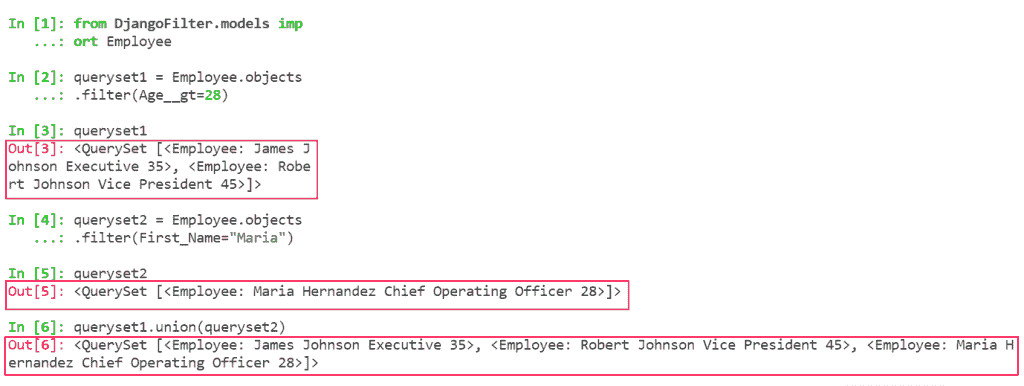 In [1]: from DjangoFilter.models imp
...: ort Employee
In [2]: queryset1 = Employee.objects
...: .filter(Age__gt=28)
In [3]: queryset1
Out[3]: <QuerySet [<Employee: James J
ohnson Executive 35>, <Employee: Robe
rt Johnson Vice President 45>]>
In [4]: queryset2 = Employee.objects
...: .filter(First_Name="Maria")
In [5]: queryset2
Out[5]: <QuerySet [<Employee: Maria Hernandez Chief Operating Officer 28>]>
In [6]: queryset1.union(queryset2)
Out[6]: <QuerySet [<Employee: James Johnson Executive 35>, <Employee: Robert Johnson Vice President 45>, <Employee: Maria H
ernandez Chief Operating Officer 28>]>